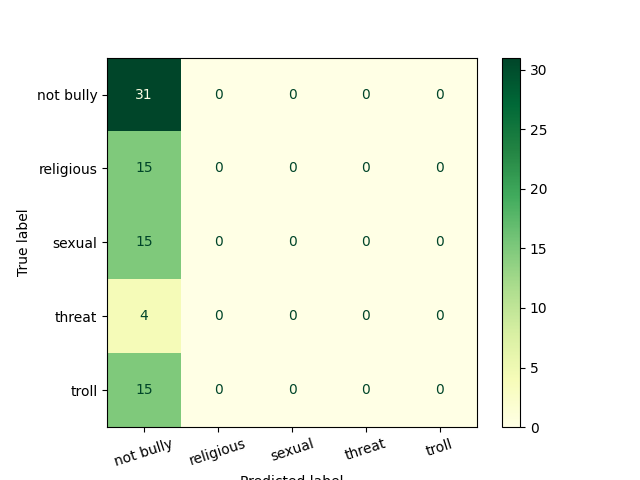 not bully 31 0 0 0 0
religious 15 0 0 0 0
sexual 15 0 0 0 0
threat 4 0 0 0 0
troll 15 0 0 0 0
not bully religious sexual threat troll
Predicted label
True label
30
25
20
15
10
5
0